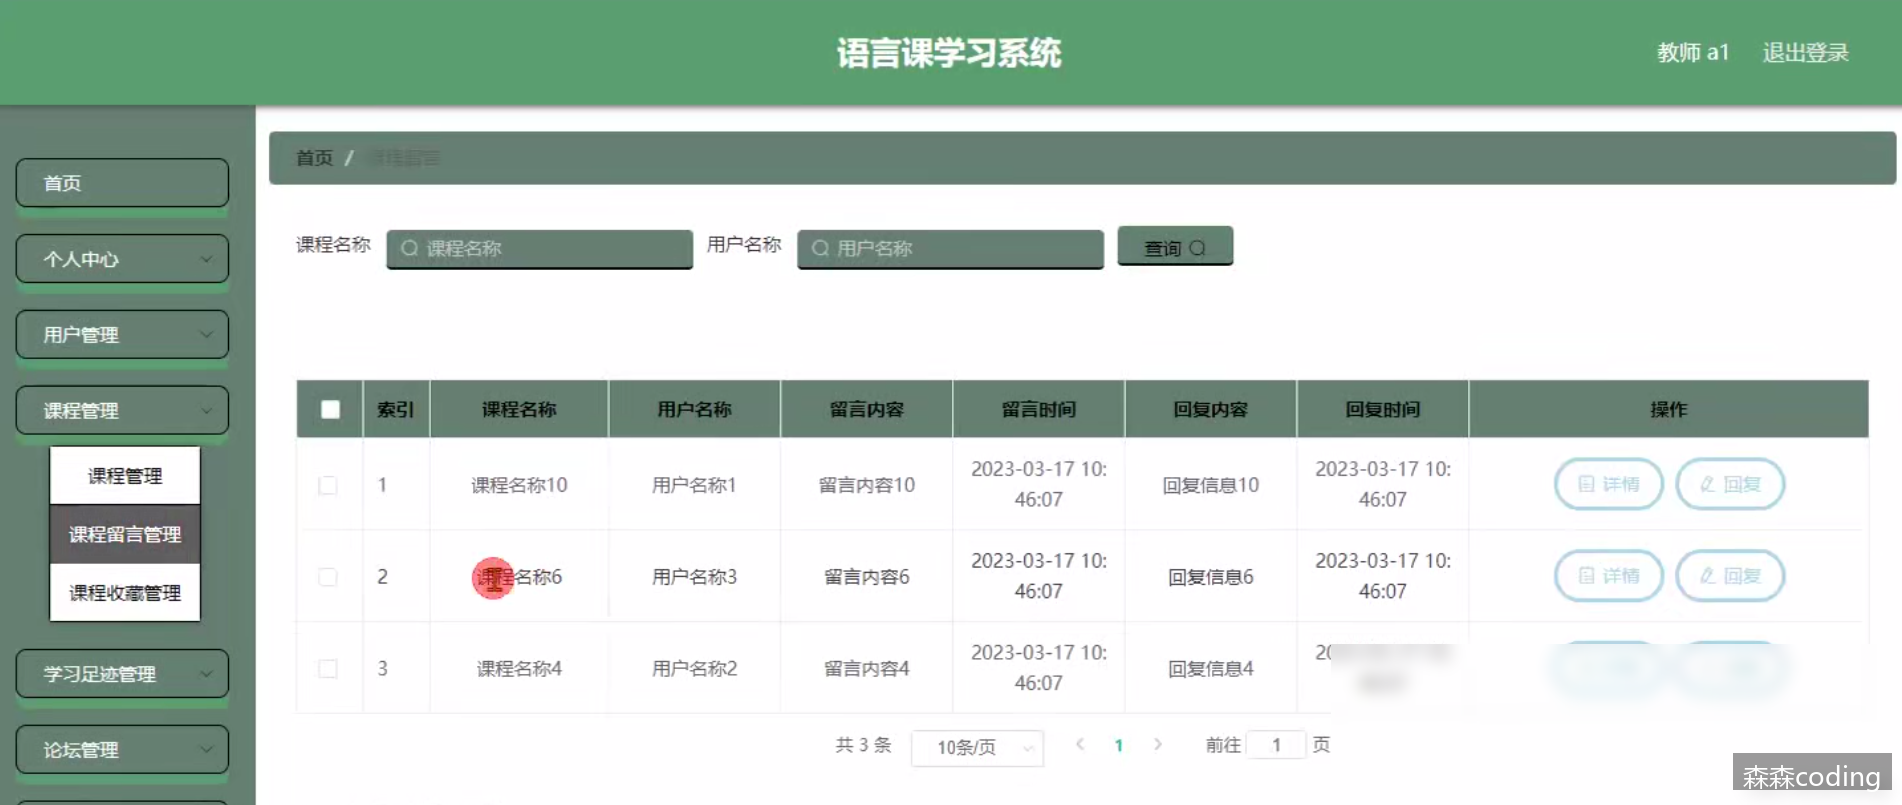 语言课学习系统
教师 a1
退出登录
首页
个人中心
用户管理
课程管理
课程管理
课程留言管理
课程收藏管理
学习足迹管理
论坛管理
首页 /
课程名称 课程名称 用户名称 用户名称 查询
索引 课程名称 用户名称 留言内容 留言时间 回复内容 回复时间 操作
1 课程名称10 用户名称1 留言内容10 2023-03-17 10:46:07 回复信息10 2023-03-17 10:46:07 详情 回复
2 课程名称6 用户名称3 留言内容6 2023-03-17 10:46:07 回复信息6 2023-03-17 10:46:07 详情 回复
3 课程名称4 用户名称2 留言内容4 2023-03-17 10:46:07 回复信息4
共 3 条 10条/页 1 前往 1 页
森森coding